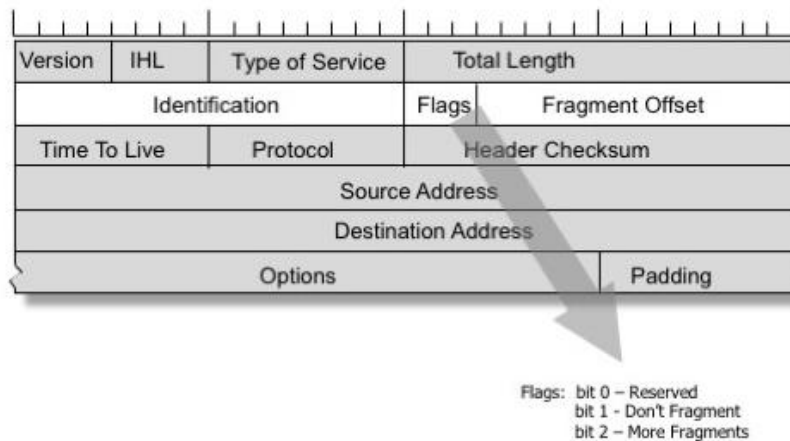 Version IHL Type of Service Total Length
Identification Flags Fragment Offset
Time To Live Protocol Header Checksum
Source Address
Destination Address
Options Padding
Flags: bit 0 – Reserved
bit 1 - Don't Fragment
bit 2 – More Fragments